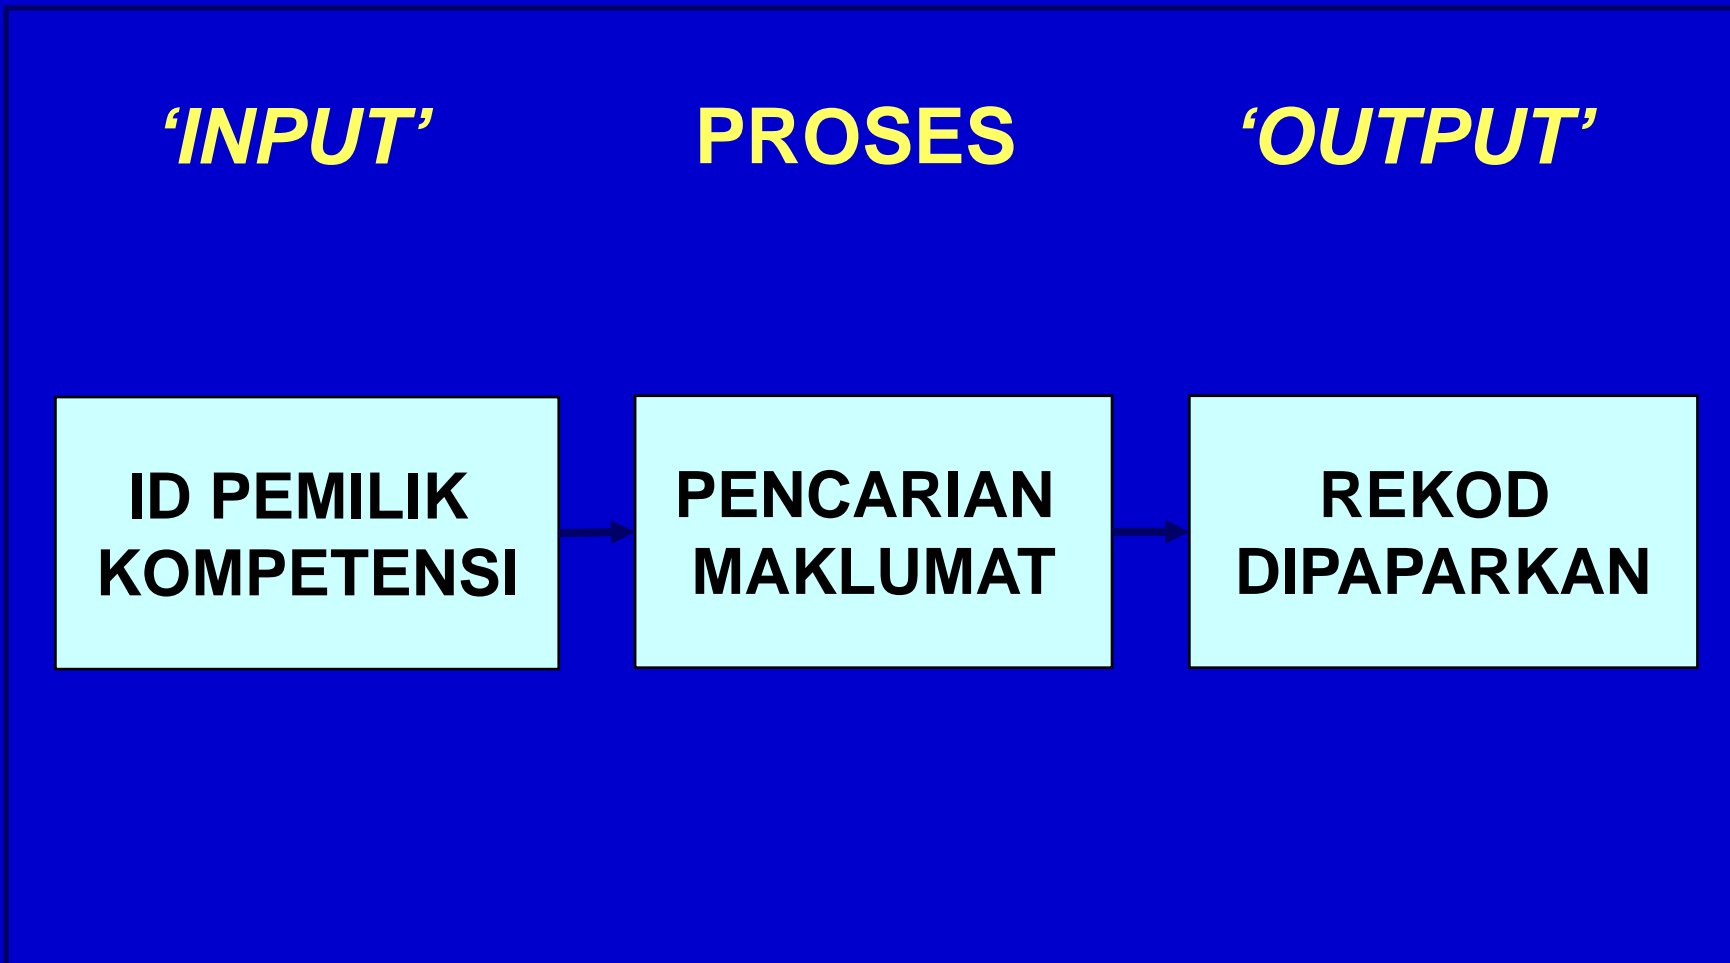 ‘INPUT’
PROSES
‘OUTPUT’
ID PEMILIK
KOMPETENSI
PENCARIAN
MAKLUMAT
REKOD
DIPAPARKAN